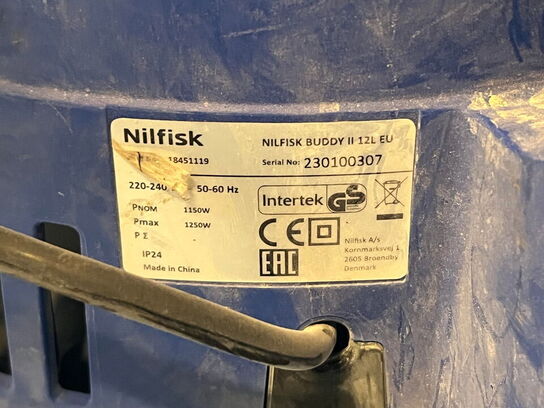 Nilfisk
NILFISK BUDDY II 12L EU
18451119
Serial No: 230100307
220-240 50-60 Hz
PNOM 1150W
Pmax 1250W
P Σ
IP24
Made in China
Intertek GS
CE
EAC
Nilfisk A/s
Kornmarksvej 1
2605 Broendby
Denmark